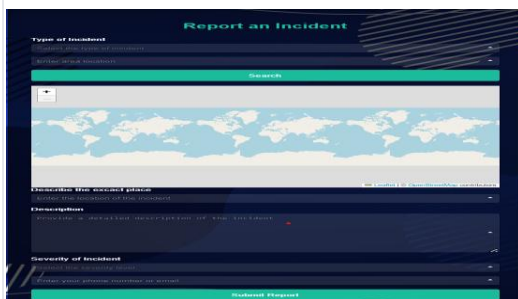 Report an Incident
Type of Incident
Select the type of incident
Enter area location
Search
+
Leaflet | © OpenStreetMap contributors
Describe the excact place
Enter the location of the incident
Description
Provide a detailed description of the incident
Severity of Incident
Select the severity level
Enter your phone number or email
Submit Report